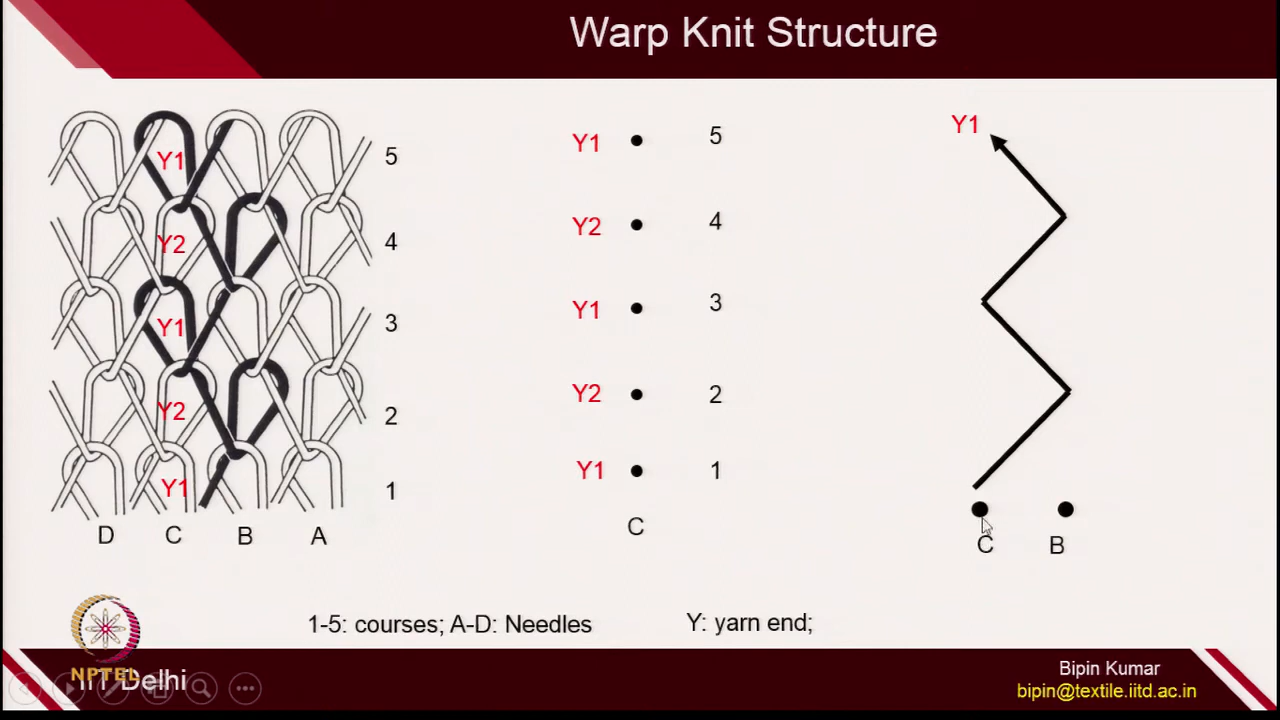 Warp Knit Structure
Y1
Y2
Y1
Y2
Y1
5
4
3
2
1
D C B A
Y1 5
Y2 4
Y1 3
Y2 2
Y1 1
C
Y1
C B
1-5: courses; A-D: Needles
Y: yarn end;
NPTEL
IIT Delhi
Bipin Kumar
bipin@textile.iitd.ac.in